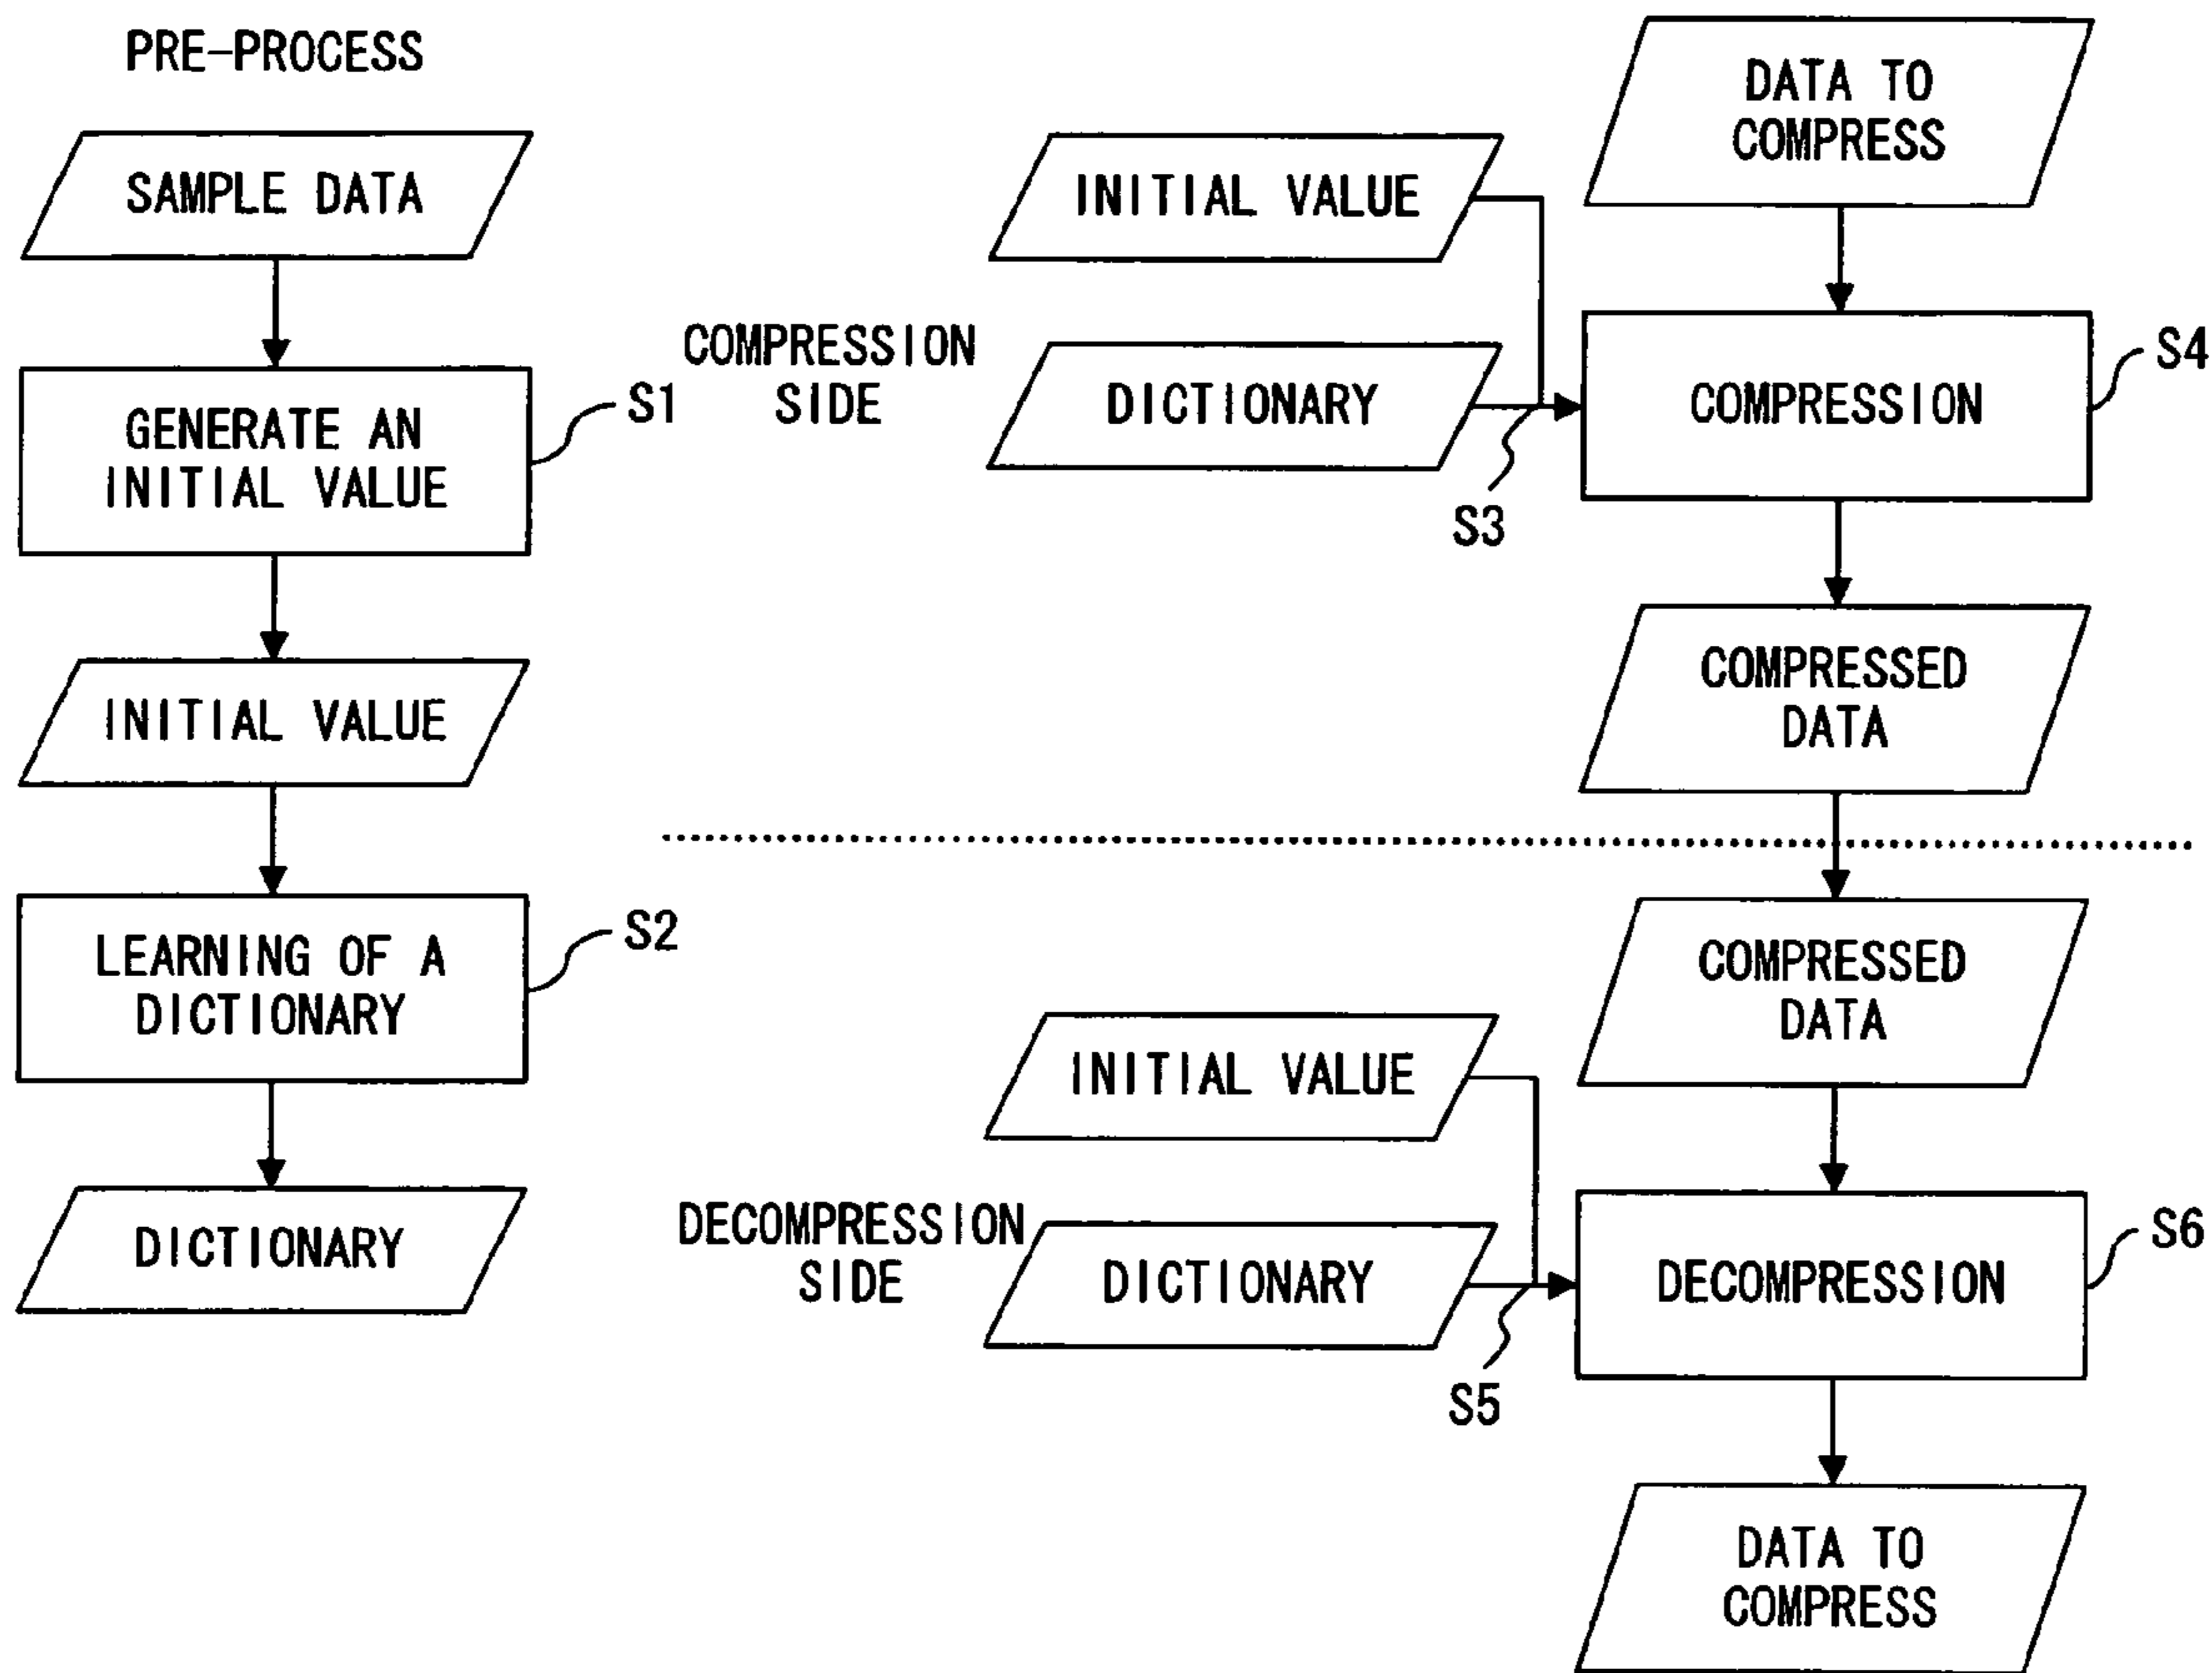 PRE-PROCESS
SAMPLE DATA
GENERATE AN
INITIAL VALUE
S1
INITIAL VALUE
LEARNING OF A
DICTIONARY
S2
DICTIONARY
COMPRESSION
SIDE
INITIAL VALUE
DICTIONARY
S3
DATA TO
COMPRESS
COMPRESSION
S4
COMPRESSED
DATA
COMPRESSED
DATA
DECOMPRESSION
SIDE
INITIAL VALUE
DICTIONARY
S5
DECOMPRESSION
S6
DATA TO
COMPRESS